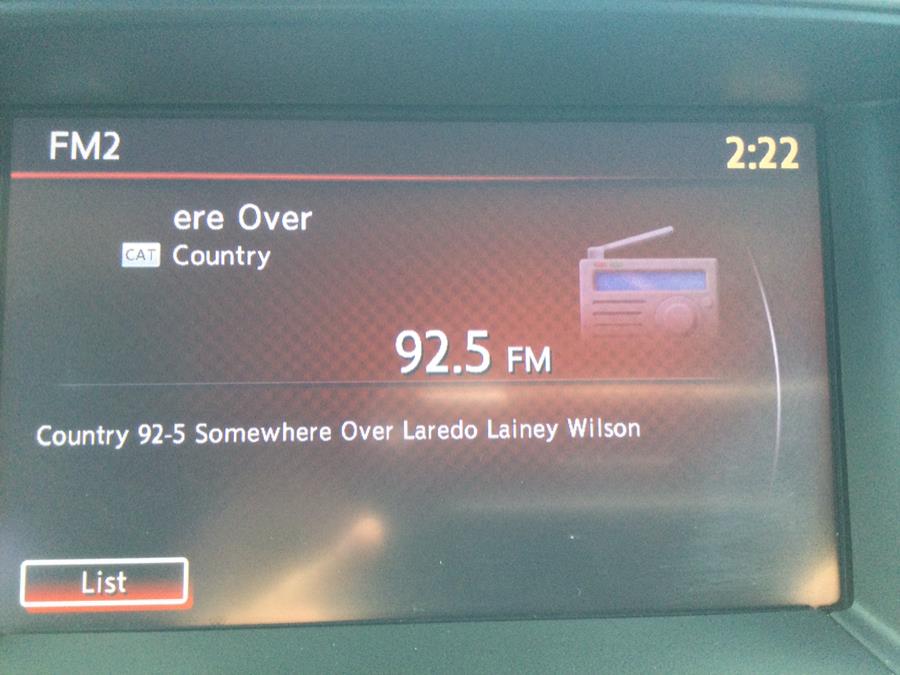 FM2
2:22
ere Over
CAT Country
92.5 FM
Country 92-5 Somewhere Over Laredo Lainey Wilson
List